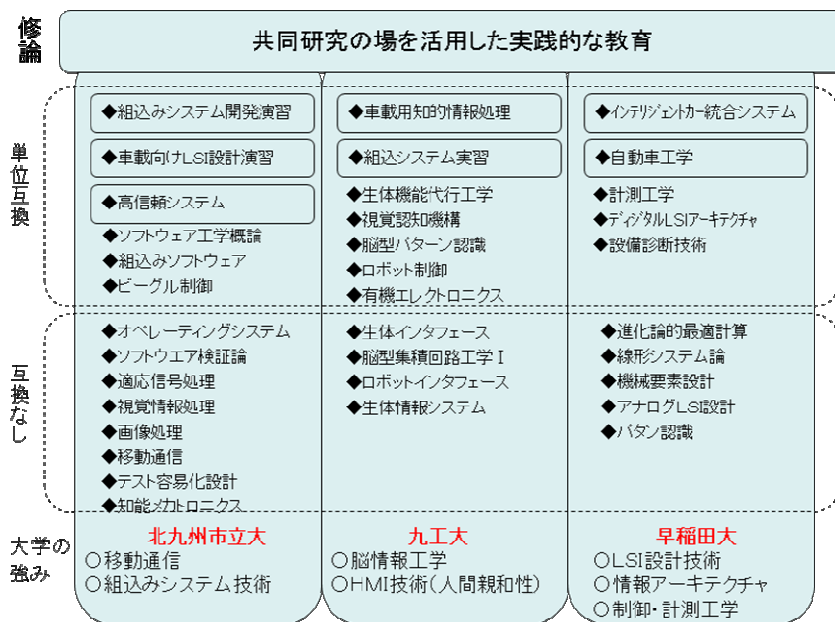 修論
共同研究の場を活用した実践的な教育
単位互換
◆組込みシステム開発演習
◆車載向けLSI設計演習
◆高信頼システム
◆ソフトウェア工学概論
◆組込みソフトウェア
◆ビークル制御
◆車載用知的情報処理
◆組込システム実習
◆生体機能代行工学
◆視覚認知機構
◆脳型パターン認識
◆ロボット制御
◆有機エレクトロニクス
◆インテリジェントカー統合システム
◆自動車工学
◆計測工学
◆ディジタルLSIアーキテクチャ
◆設備診断技術
互換なし
◆オペレーティングシステム
◆ソフトウエア検証論
◆適応信号処理
◆視覚情報処理
◆画像処理
◆移動通信
◆テスト容易化設計
◆知能メカトロニクス
◆生体インタフェース
◆脳型集積回路工学Ⅰ
◆ロボットインタフェース
◆生体情報システム
◆進化論的最適計算
◆線形システム論
◆機械要素設計
◆アナログLSI設計
◆パタン認識
大学の
強み
北九州市立大
○移動通信
○組込みシステム技術
九工大
○脳情報工学
○HMI技術(人間親和性)
早稲田大
○LSI設計技術
○情報アーキテクチャ
○制御・計測工学